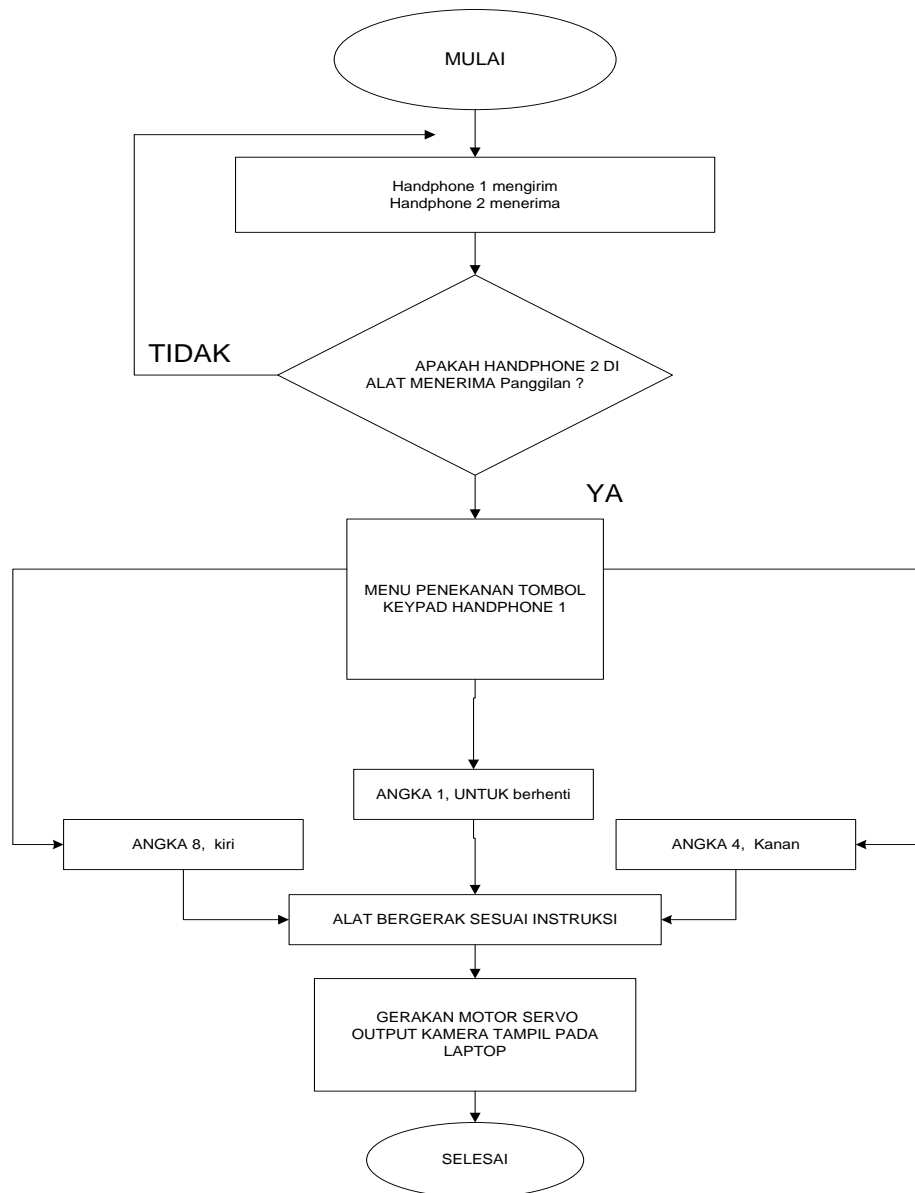 MULAI
Handphone 1 mengirim
Handphone 2 menerima
TIDAK
APAKAH HANDPHONE 2 DI
ALAT MENERIMA Panggilan ?
YA
MENU PENEKANAN TOMBOL
KEYPAD HANDPHONE 1
ANGKA 1, UNTUK berhenti
ANGKA 8, kiri
ANGKA 4, Kanan
ALAT BERGERAK SESUAI INSTRUKSI
GERAKAN MOTOR SERVO
OUTPUT KAMERA TAMPIL PADA
LAPTOP
SELESAI